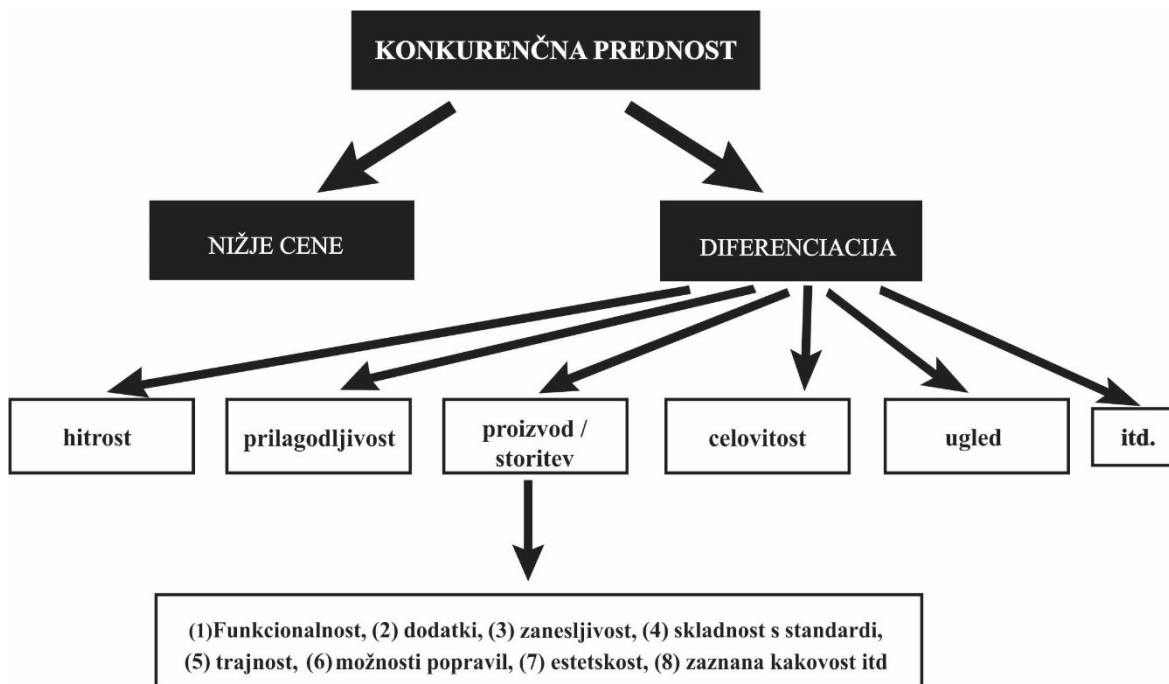 KONKURENČNA PREDNOST
NIŽJE CENE
DIFERENCIACIJA
hitrost
prilagodljivost
proizvod /
storitev
celovitost
ugled
itd.
(1)Funkcionalnost, (2) dodatki, (3) zanesljivost, (4) skladnost s standardi,
(5) trajnost, (6) možnosti popravil, (7) estetskost, (8) zaznana kakovost itd